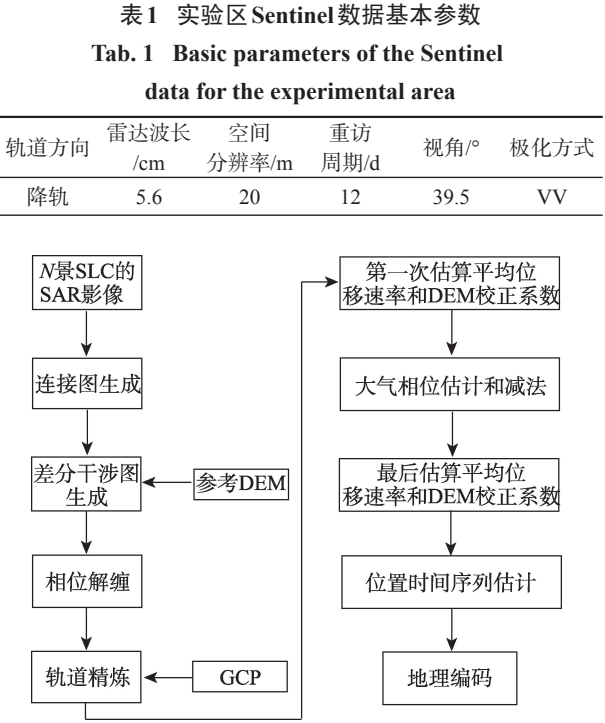 表1 实验区Sentinel数据基本参数
Tab. 1 Basic parameters of the Sentinel
data for the experimental area
轨道方向 雷达波长/cm 空间分辨率/m 重访周期/d 视角/° 极化方式
降轨 5.6 20 12 39.5 VV
N景SLC的
SAR影像
连接图生成
差分干涉图
生成
参考DEM
相位解缠
轨道精炼
GCP
第一次估算平均位
移速率和DEM校正系数
大气相位估计和减法
最后估算平均位
移速率和DEM校正系数
位置时间序列估计
地理编码